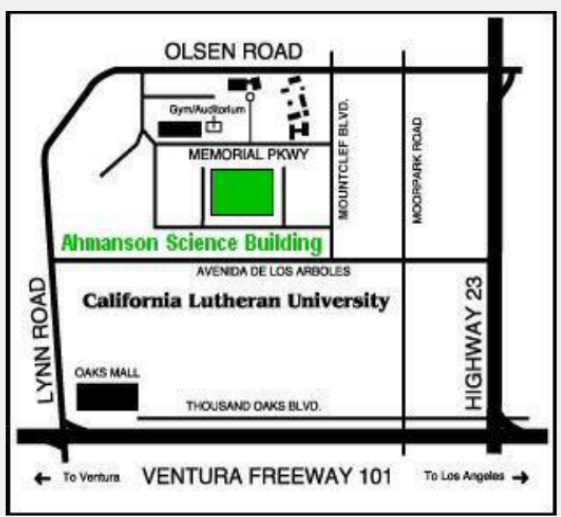 OLSEN ROAD
Gym/Auditorium
MEMORIAL PKWY
MOUNTCLEF BLVD.
MOORPARK ROAD
Ahmanson Science Building
AVENIDA DE LOS ARBOLES
California Lutheran University
LYNN ROAD
HIGHWAY 23
OAKS MALL
THOUSAND OAKS BLVD.
To Ventura
VENTURA FREEWAY 101
To Los Angeles